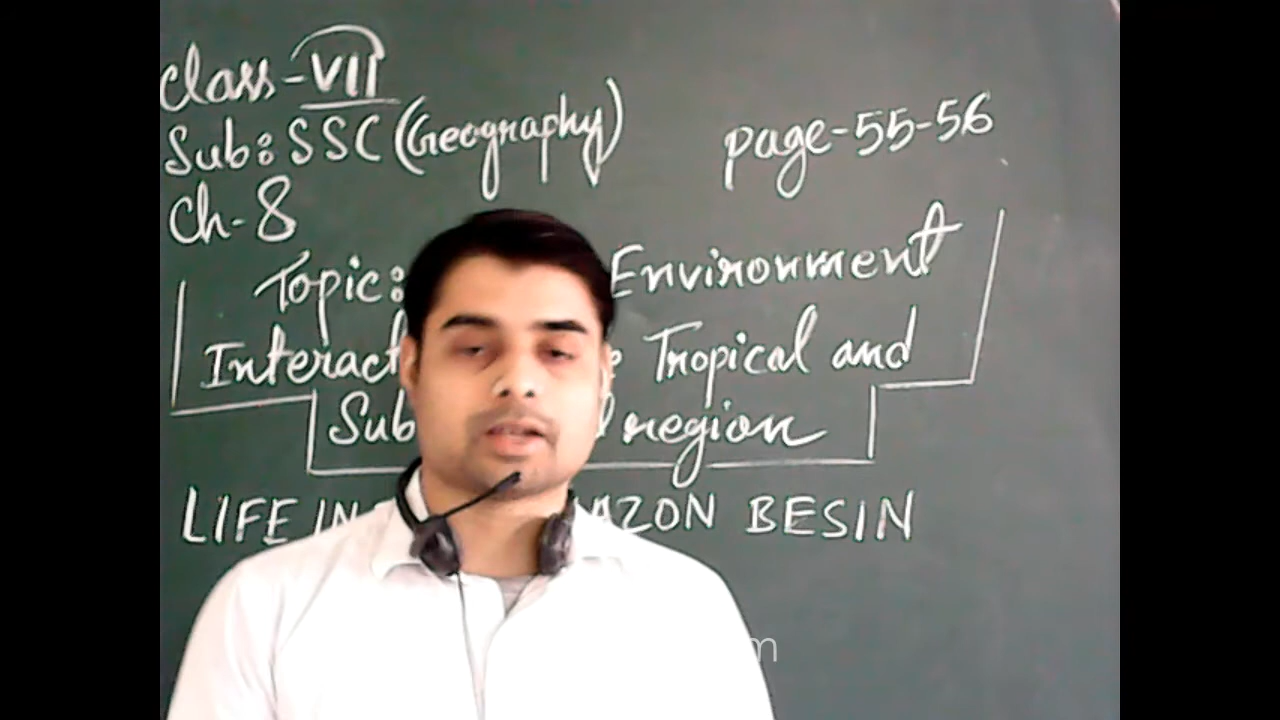 Class-VII
Sub: SSC (Geography) page-55-56
Ch-8
Topic: Environment
Interact Tropical and
Sub region
LIFE IN AZON BESIN